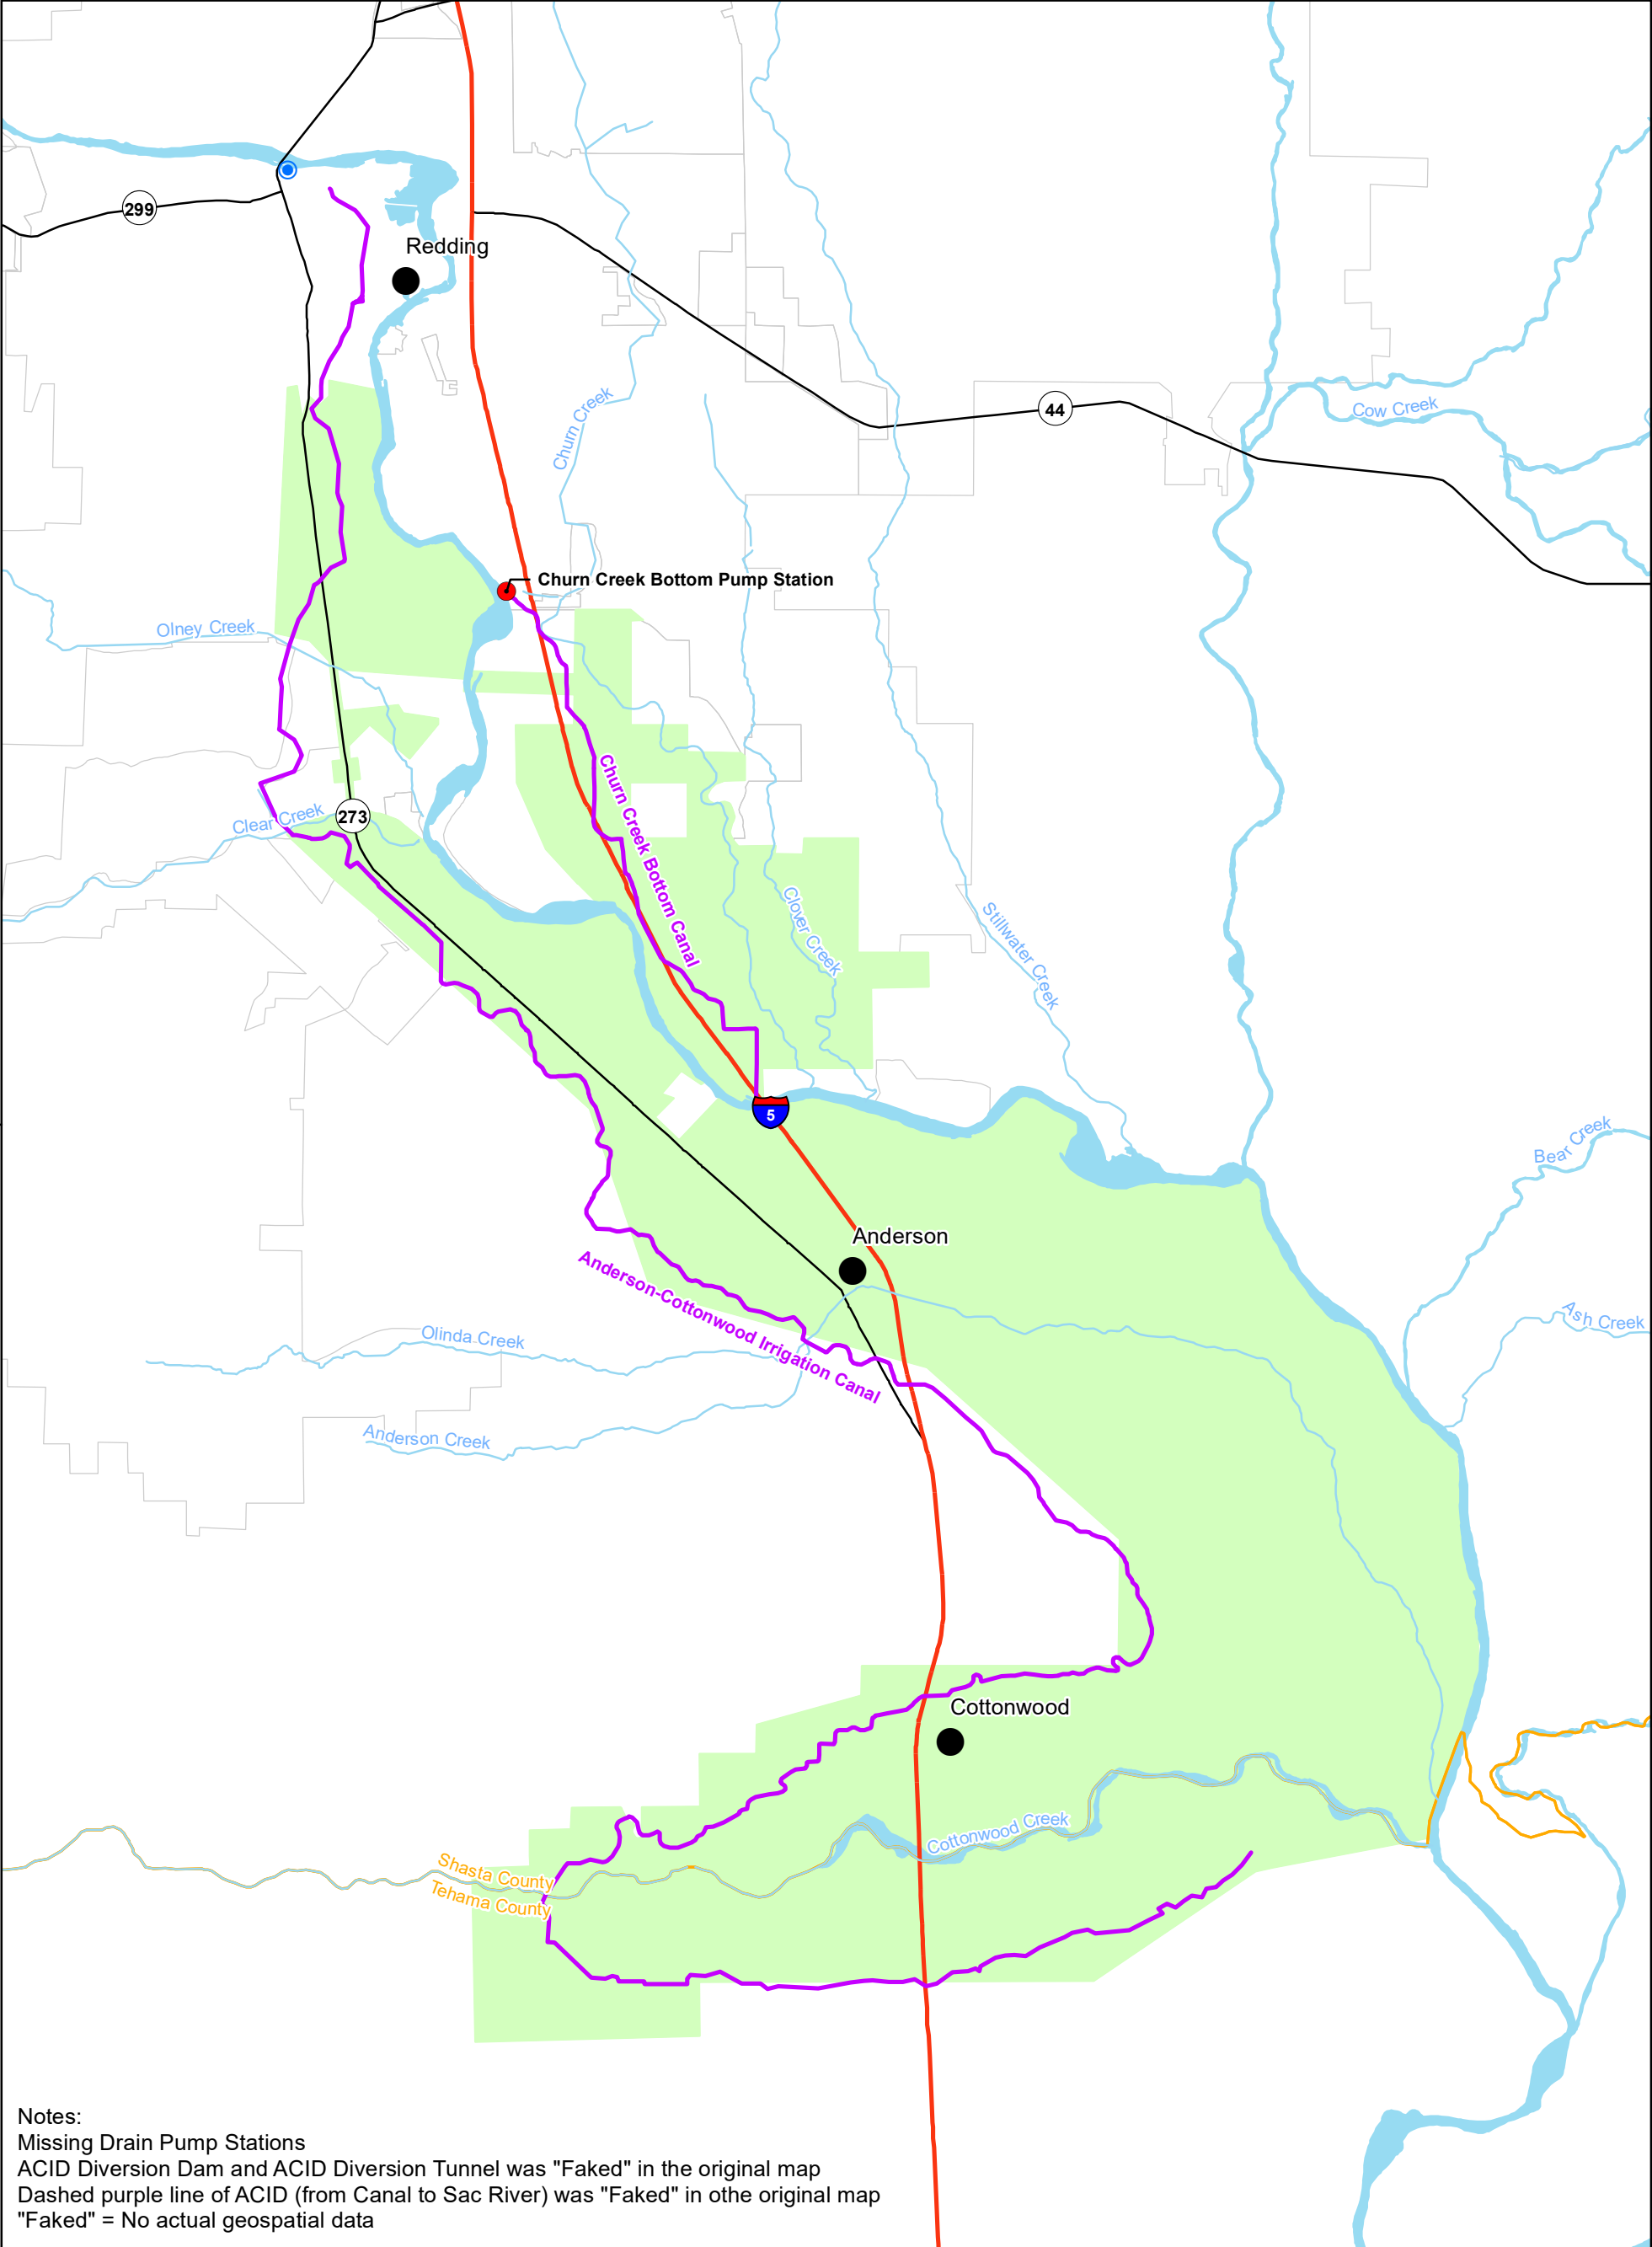 299
Redding
Churn Creek
44
Cow Creek
Churn Creek Bottom Pump Station
Olney Creek
Churn Creek Bottom Canal
Clear Creek
273
Clover Creek
Stillwater Creek
5
Bear Creek
Anderson
Anderson-Cottonwood Irrigation Canal
Ash Creek
Olinda Creek
Anderson Creek
Cottonwood
Cottonwood Creek
Shasta County
Tehama County
Notes:
Missing Drain Pump Stations
ACID Diversion Dam and ACID Diversion Tunnel was "Faked" in the original map
Dashed purple line of ACID (from Canal to Sac River) was "Faked" in othe original map
"Faked" = No actual geospatial data